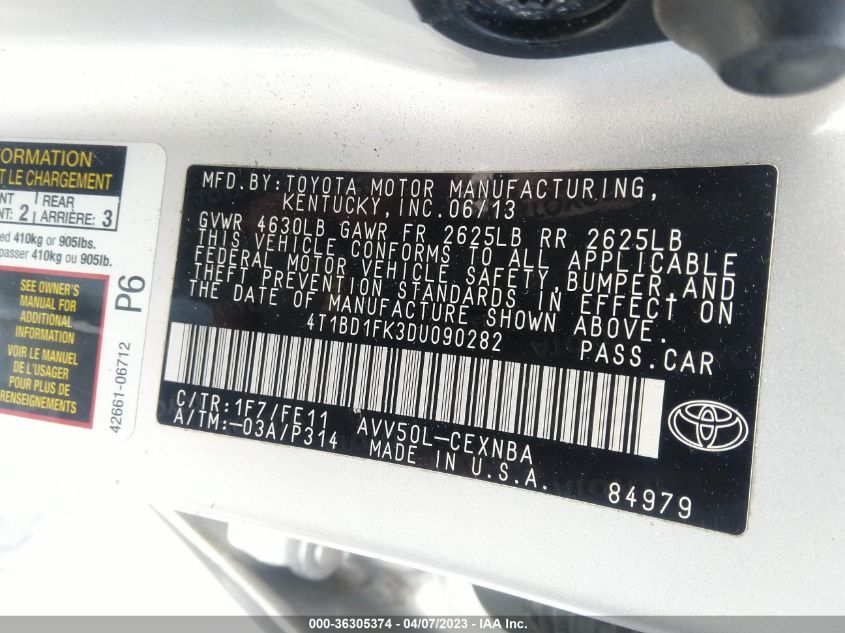 FORMATION
T LE CHARGEMENT
NT REAR
NT: 2 ARRIÈRE: 3
ed 410kg or 905lbs.
passer 410kg ou 905lb.
SEE OWNER'S
MANUAL FOR
ADDITIONAL
INFORMATION
VOIR LE MANUEL
DE L'USAGER
POUR PLUS DE
RENSEIGNEMENTS
P6
42661-06712
MFD.BY:TOYOTA MOTOR MANUFACTURING,
KENTUCKY,INC.06/13
GVWR 4630LB GAWR FR 2625LB RR 2625LB
THIS VEHICLE CONFORMS TO ALL APPLICABLE
FEDERAL MOTOR VEHICLE SAFETY,BUMPER,AND
THEFT PREVENTION STANDARDS IN EFFECT ON
THE DATE OF MANUFACTURE SHOWN ABOVE.
4T1BD1FK3DU090282 PASS.CAR
C/TR:1F7/FE11 AVV50L-CEXNBA
A/TM:-03A/P314 MADE IN U.S.A.
84979
000-36305374 - 04/07/2023 - IAA Inc.